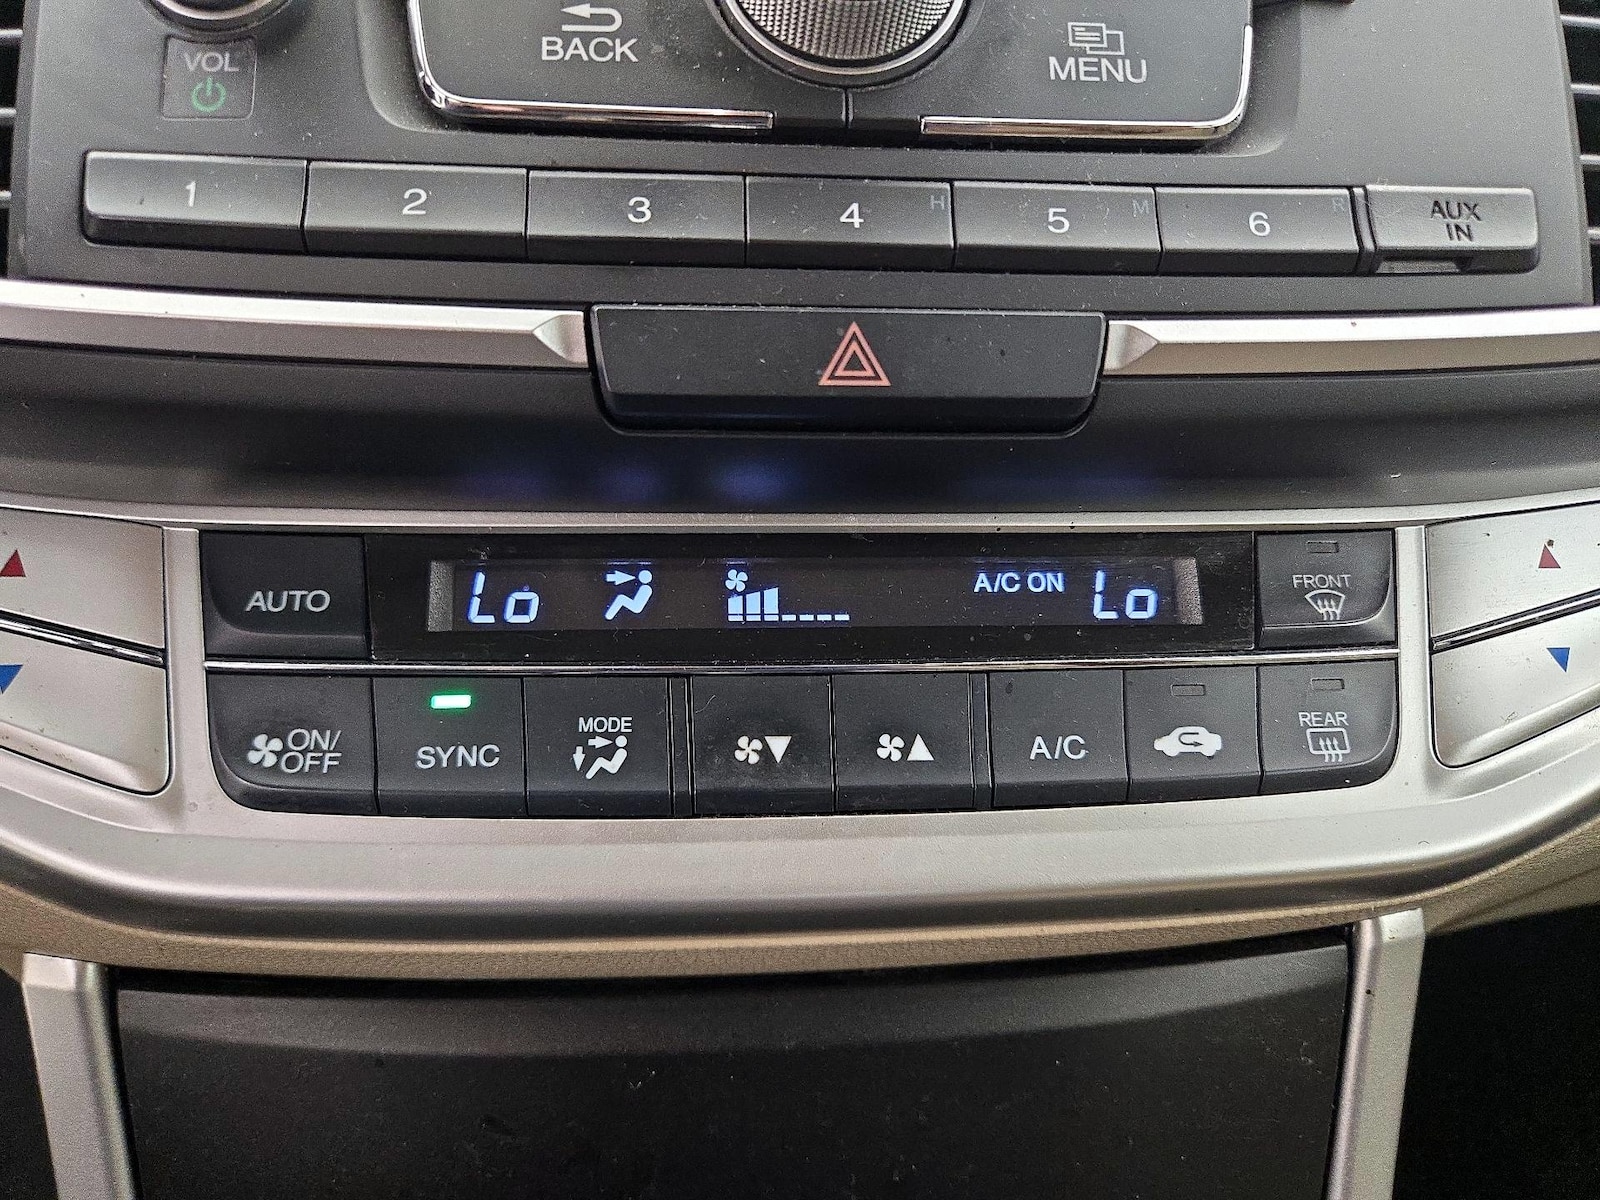 BACK
MENU
VOL
1
2
3
4 H
5 M
6 R
AUX
IN
AUTO
Lo
A/C ON
Lo
FRONT
ON/
OFF
SYNC
MODE
A/C
REAR